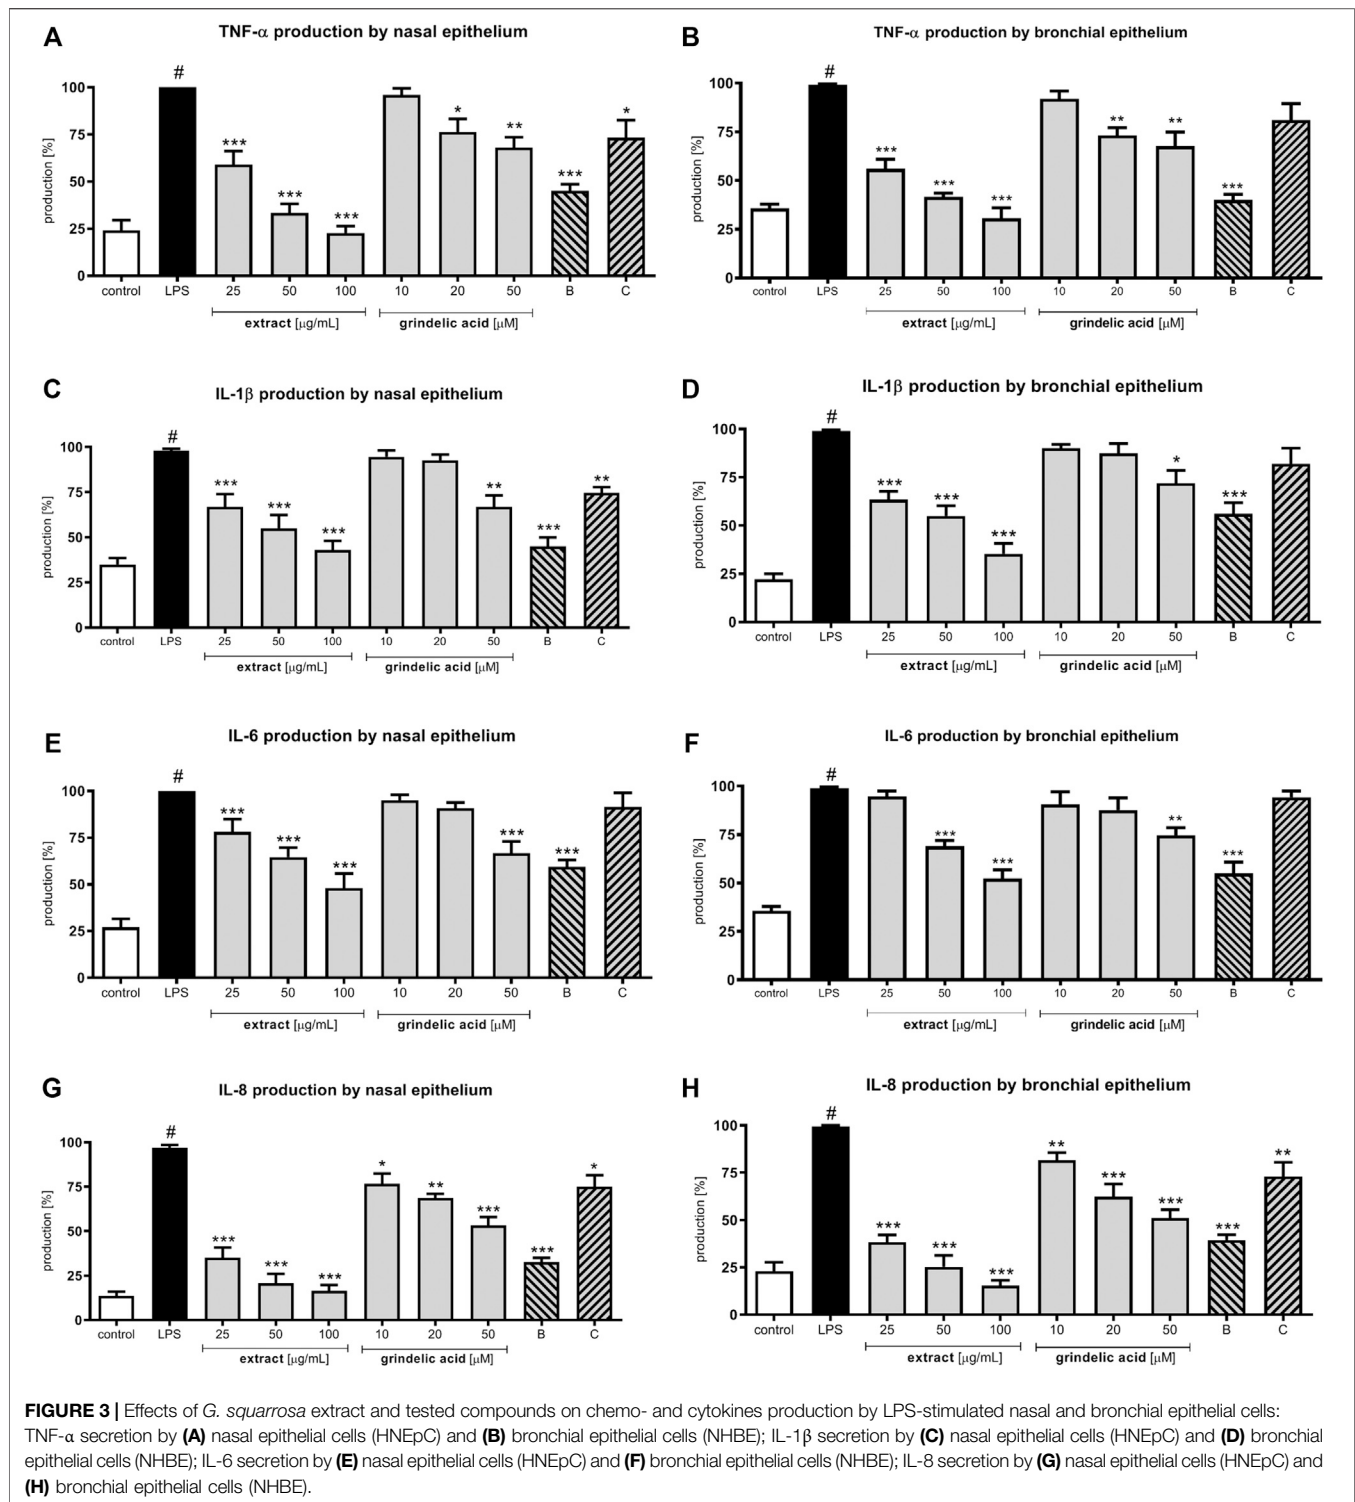 A
TNF-α production by nasal epithelium
production [%]
100
75
50
25
0
#
***
***
***
*
**
***
*
control LPS 25 50 100 10 20 50 B C
extract [µg/mL] grindelic acid [µM]
B
TNF-α production by bronchial epithelium
production [%]
100
75
50
25
0
#
***
***
***
**
**
***
control LPS 25 50 100 10 20 50 B C
extract [µg/mL] grindelic acid [µM]
C
IL-1β production by nasal epithelium
production [%]
100
75
50
25
0
#
***
***
***
**
***
**
control LPS 25 50 100 10 20 50 B C
extract [µg/mL] grindelic acid [µM]
D
IL-1β production by bronchial epithelium
production [%]
100
75
50
25
0
#
***
***
***
*
***
control LPS 25 50 100 10 20 50 B C
extract [µg/mL] grindelic acid [µM]
E
IL-6 production by nasal epithelium
production [%]
100
75
50
25
0
#
***
***
***
***
***
control LPS 25 50 100 10 20 50 B C
extract [µg/mL] grindelic acid [µM]
F
IL-6 production by bronchial epithelium
production [%]
100
75
50
25
0
#
***
***
**
***
control LPS 25 50 100 10 20 50 B C
extract [µg/mL] grindelic acid [µM]
G
IL-8 production by nasal epithelium
production [%]
100
75
50
25
0
#
***
***
***
*
**
***
***
*
control LPS 25 50 100 10 20 50 B C
extract [µg/mL] grindelic acid [µM]
H
IL-8 production by bronchial epithelium
production [%]
100
75
50
25
0
#
***
***
***
**
***
***
***
**
control LPS 25 50 100 10 20 50 B C
extract [µg/mL] grindelic acid [µM]
FIGURE 3 | Effects of G. squarrosa extract and tested compounds on chemo- and cytokines production by LPS-stimulated nasal and bronchial epithelial cells:
TNF-α secretion by (A) nasal epithelial cells (HNEpC) and (B) bronchial epithelial cells (NHBE); IL-1β secretion by (C) nasal epithelial cells (HNEpC) and (D) bronchial
epithelial cells (NHBE); IL-6 secretion by (E) nasal epithelial cells (HNEpC) and (F) bronchial epithelial cells (NHBE); IL-8 secretion by (G) nasal epithelial cells (HNEpC) and
(H) bronchial epithelial cells (NHBE).